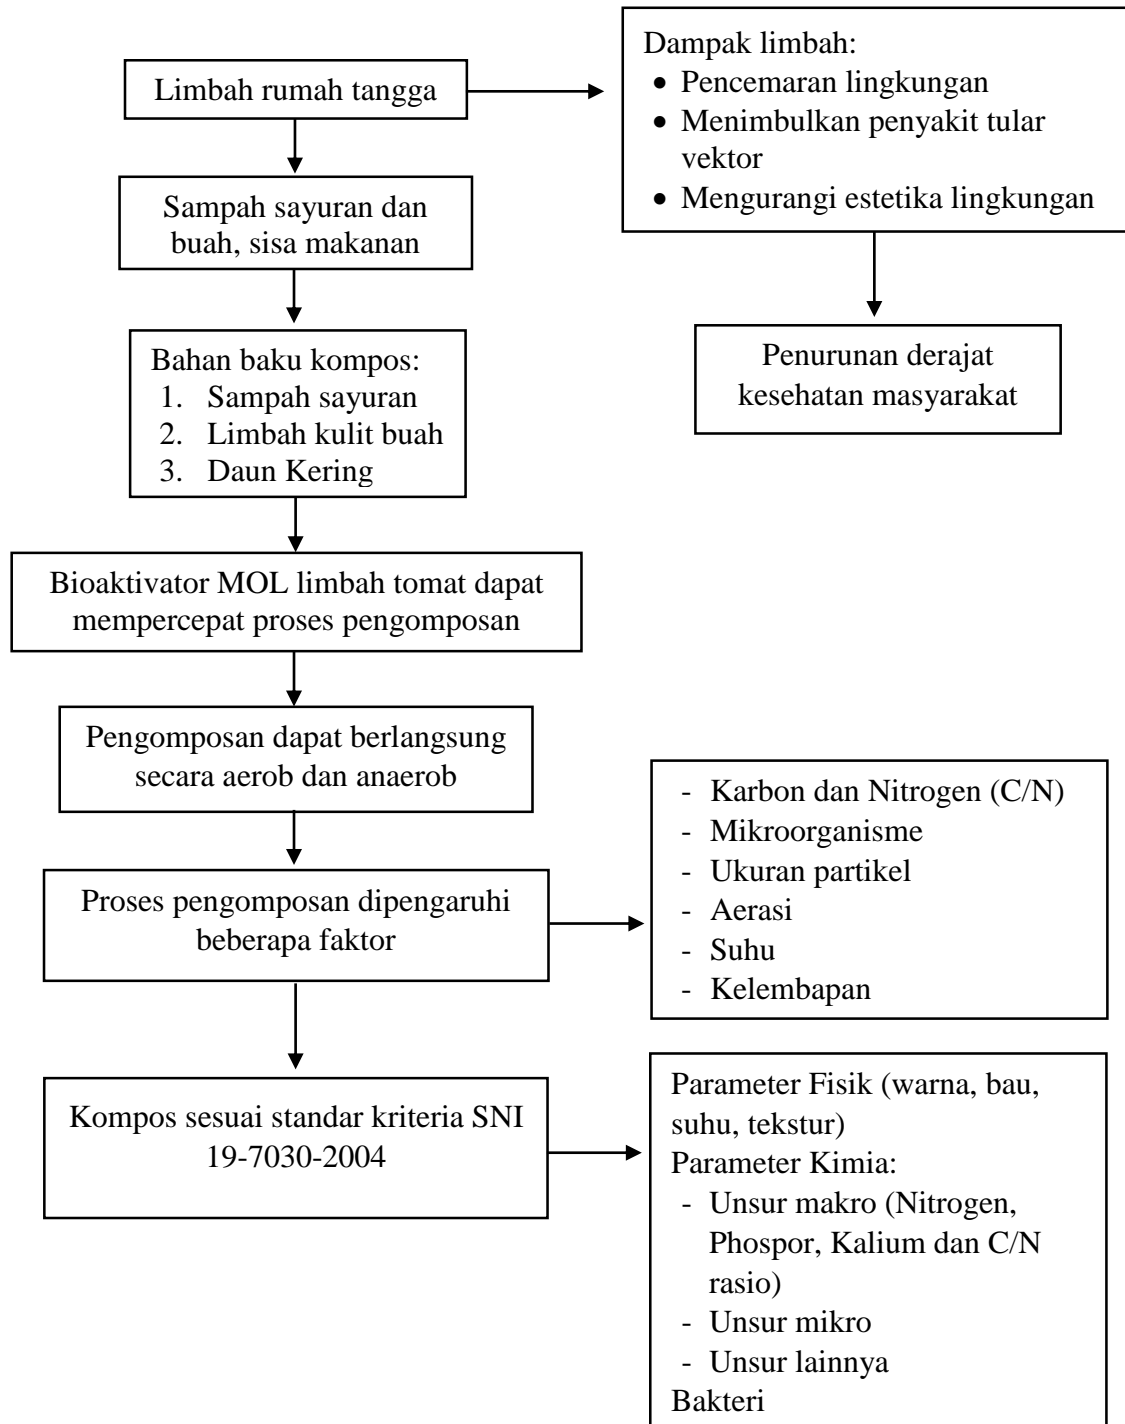 Limbah rumah tangga
Dampak limbah:
• Pencemaran lingkungan
• Menimbulkan penyakit tular
vektor
• Mengurangi estetika lingkungan
Sampah sayuran dan
buah, sisa makanan
Penurunan derajat
kesehatan masyarakat
Bahan baku kompos:
1. Sampah sayuran
2. Limbah kulit buah
3. Daun Kering
Bioaktivator MOL limbah tomat dapat
mempercepat proses pengomposan
Pengomposan dapat berlangsung
secara aerob dan anaerob
Proses pengomposan dipengaruhi
beberapa faktor
- Karbon dan Nitrogen (C/N)
- Mikroorganisme
- Ukuran partikel
- Aerasi
- Suhu
- Kelembapan
Kompos sesuai standar kriteria SNI
19-7030-2004
Parameter Fisik (warna, bau,
suhu, tekstur)
Parameter Kimia:
- Unsur makro (Nitrogen,
Phospor, Kalium dan C/N
rasio)
- Unsur mikro
- Unsur lainnya
Bakteri